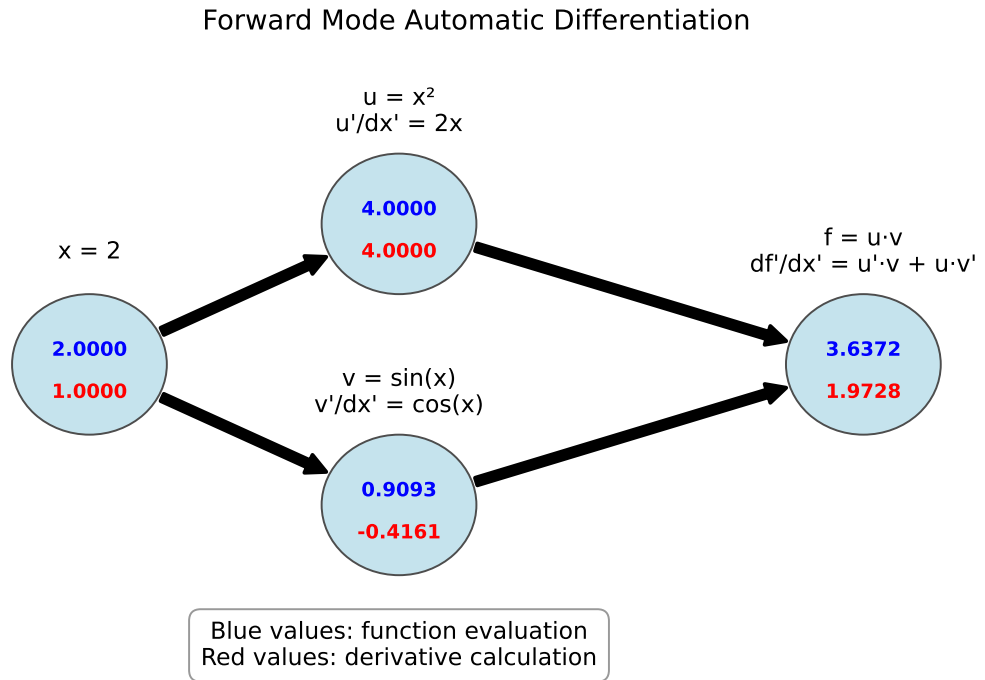 Forward Mode Automatic Differentiation
u = x²
u'/dx' = 2x
4.0000
4.0000
x = 2
2.0000
1.0000
f = u·v
df'/dx' = u'·v + u·v'
3.6372
1.9728
v = sin(x)
v'/dx' = cos(x)
0.9093
-0.4161
Blue values: function evaluation
Red values: derivative calculation